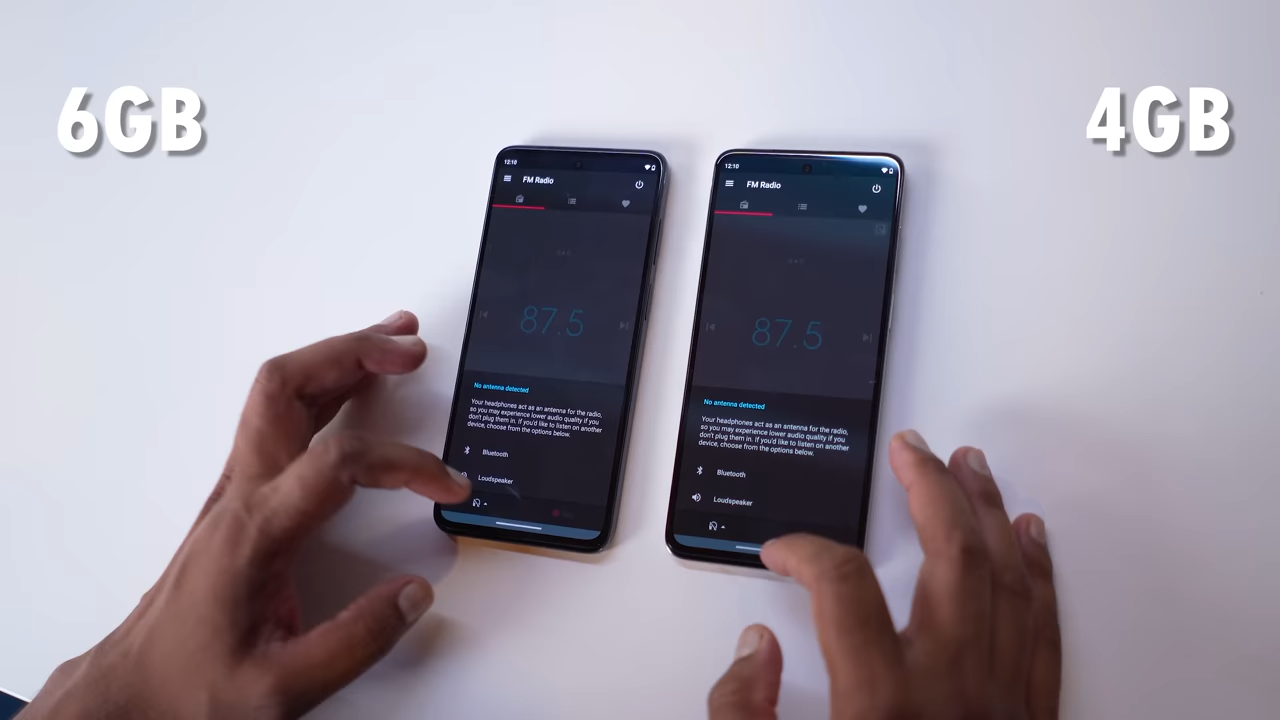 6GB
4GB
12:10
FM Radio
87.5
No antenna detected
Your headphones act as an antenna for the radio,
so you may experience lower audio quality if you
don't plug them in. If you'd like to listen on another
device, choose from the options below.
Bluetooth
Loudspeaker
12:10
FM Radio
87.5
No antenna detected
Your headphones act as an antenna for the radio,
so you may experience lower audio quality if you
don't plug them in. If you'd like to listen on another
device, choose from the options below.
Bluetooth
Loudspeaker